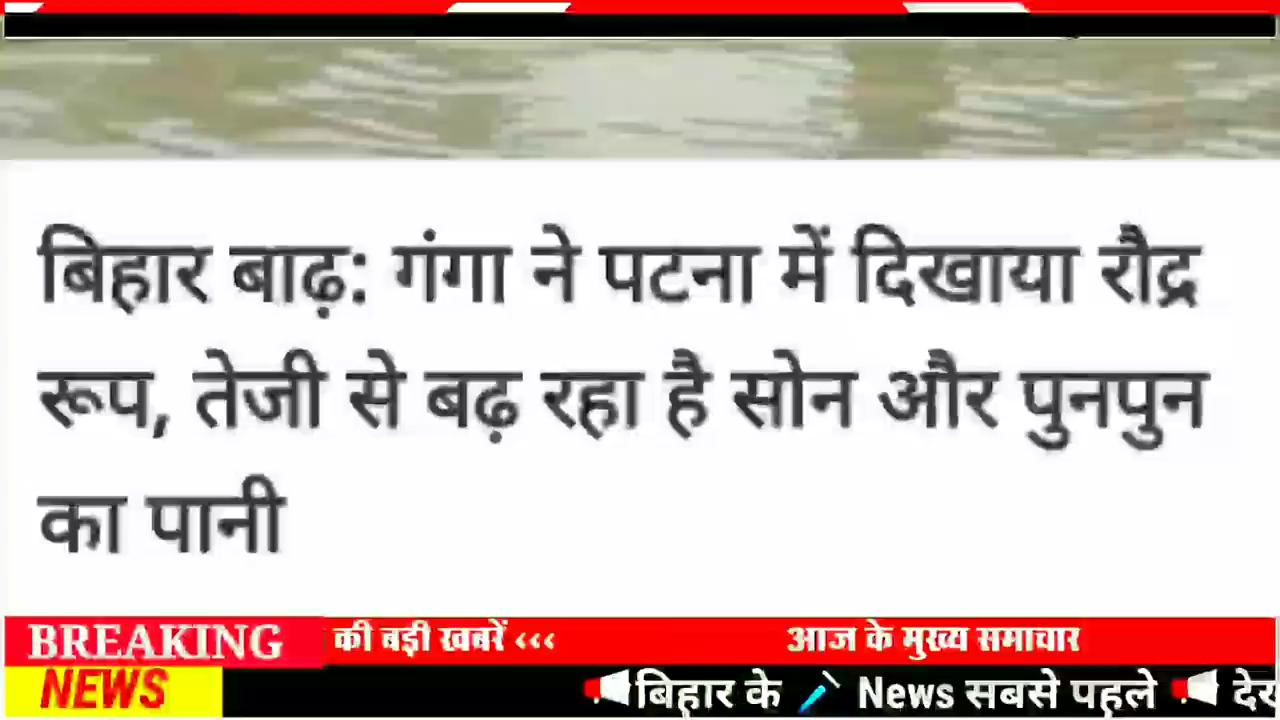 बिहार बाढ़: गंगा ने पटना में दिखाया रौद्र
रूप, तेजी से बढ़ रहा है सोन और पुनपुन
का पानी
BREAKING
NEWS
की बड़ी खबरें <<< आज के मुख्य समाचार
बिहार के News सबसे पहले